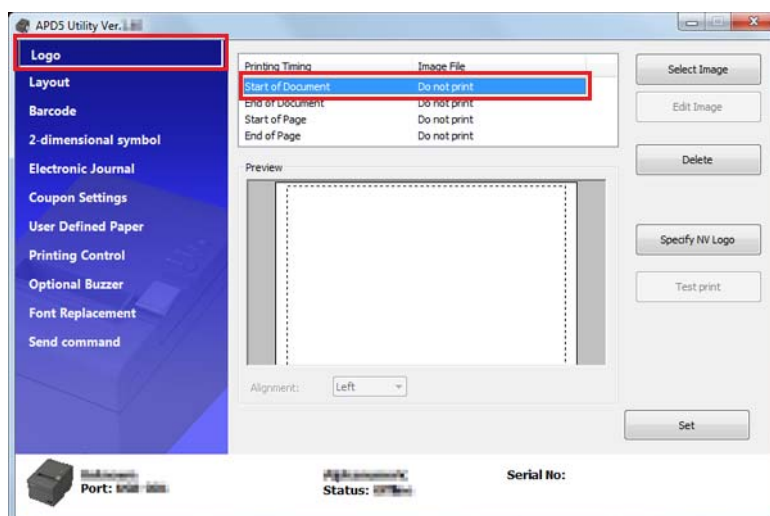 APD5 Utility Ver.
Logo
Layout
Barcode
2-dimensional symbol
Electronic Journal
Coupon Settings
User Defined Paper
Printing Control
Optional Buzzer
Font Replacement
Send command
Printing Timing Image File
Start of Document Do not print
End of Document Do not print
Start of Page Do not print
End of Page Do not print
Preview
Alignment: Left
Select Image
Edit Image
Delete
Specify NV Logo
Test print
Set
Port:
Status:
Serial No: